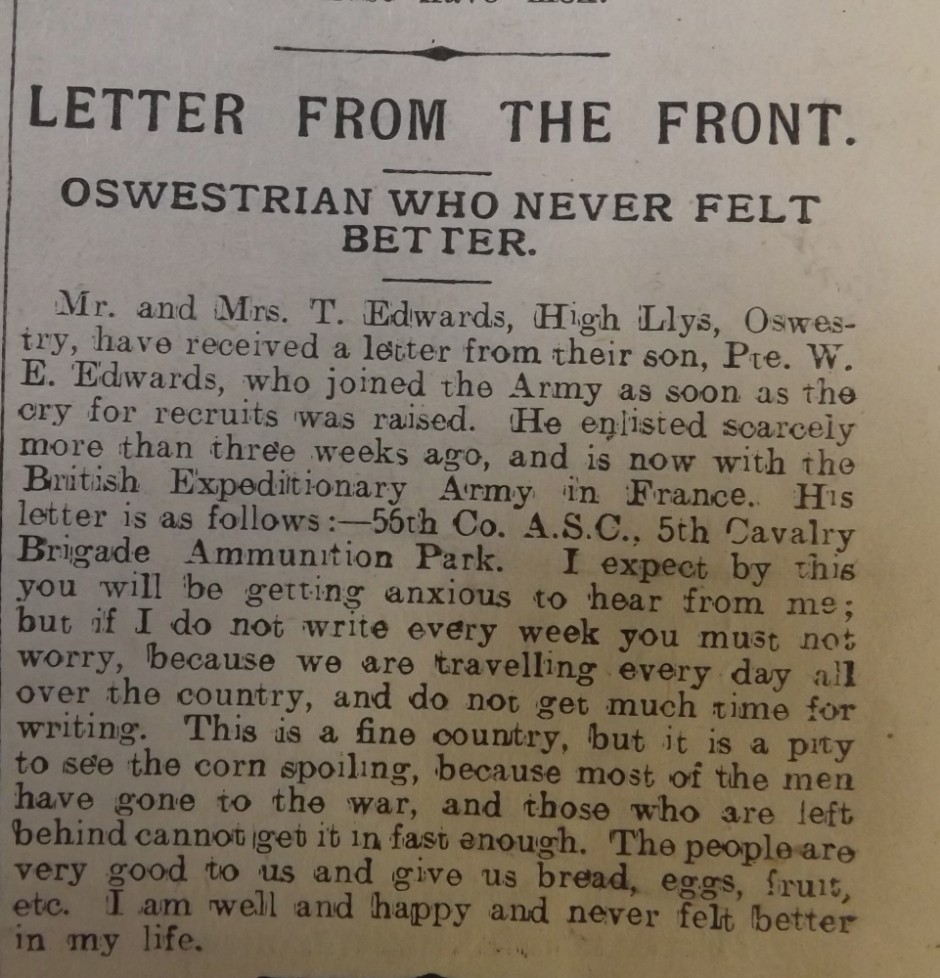 LETTER FROM THE FRONT.
OSWESTRIAN WHO NEVER FELT
BETTER.
Mr. and Mrs. T. Edwards, High Llys, Oswes-
try, have received a letter from their son, Pte. W.
E. Edwards, who joined the Army as soon as the
cry for recruits was raised. He enlisted scarcely
more than three weeks ago, and is now with the
British Expeditionary Army in France. His
letter is as follows:—56th Co. A.S.C., 5th Cavalry
Brigade Ammunition Park. I expect by this
you will be getting anxious to hear from me;
but if I do not write every week you must not
worry, because we are travelling every day all
over the country, and do not get much time for
writing. This is a fine country, but it is a pity
to see the corn spoiling, because most of the men
have gone to the war, and those who are left
behind cannot get it in fast enough. The people are
very good to us and give us bread, eggs, fruit,
etc. I am well and happy and never felt better
in my life.